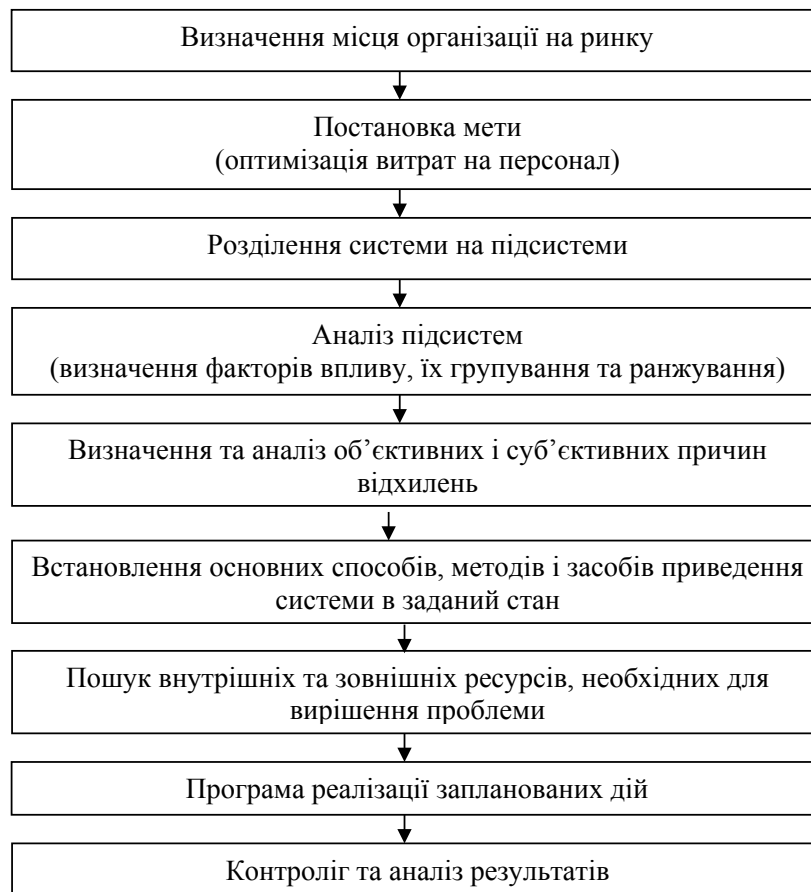 Визначення місця організації на ринку
Постановка мети
(оптимізація витрат на персонал)
Розділення системи на підсистеми
Аналіз підсистем
(визначення факторів впливу, їх групування та ранжування)
Визначення та аналіз об’єктивних і суб’єктивних причин
відхилень
Встановлення основних способів, методів і засобів приведення
системи в заданий стан
Пошук внутрішніх та зовнішніх ресурсів, необхідних для
вирішення проблеми
Програма реалізації запланованих дій
Контроліг та аналіз результатів